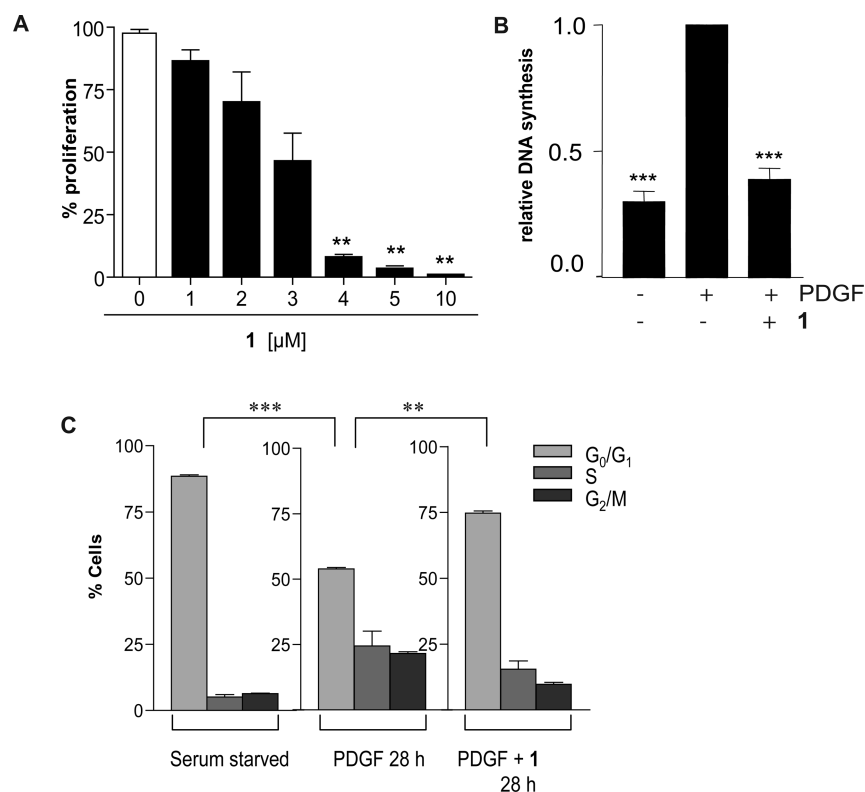 A
% proliferation
100
75
50
25
0
** ** **
0 1 2 3 4 5 10
1 [µM]
B
relative DNA synthesis
1.0
0.5
0.0
*** ***
- + + PDGF
- - + 1
C
*** **
% Cells
100
75
50
25
0
100
75
50
25
0
100
75
50
25
0
G₀/G₁
S
G₂/M
Serum starved PDGF 28 h PDGF + 1
28 h